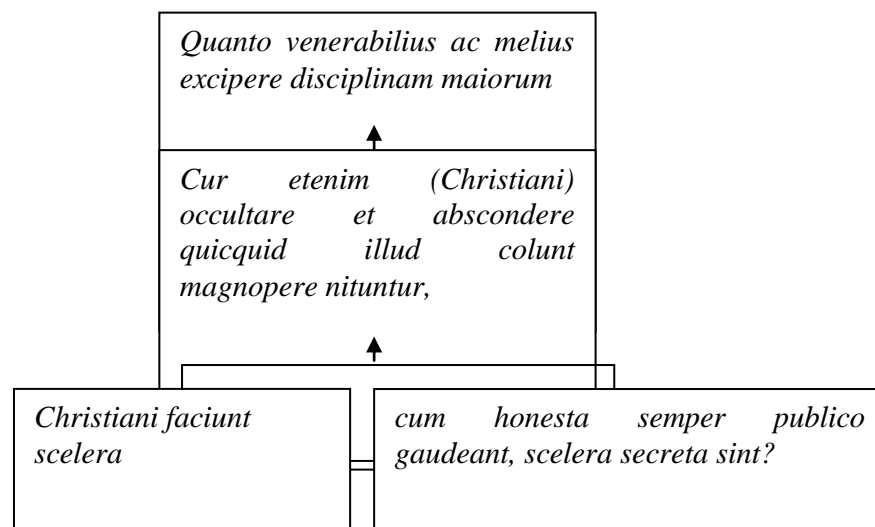 Quanto venerabilius ac melius
excipere disciplinam maiorum
Cur etenim (Christiani)
occultare et abscondere
quicquid illud colunt
magnopere nituntur,
Christiani faciunt
scelera
cum honesta semper publico
gaudeant, scelera secreta sint?